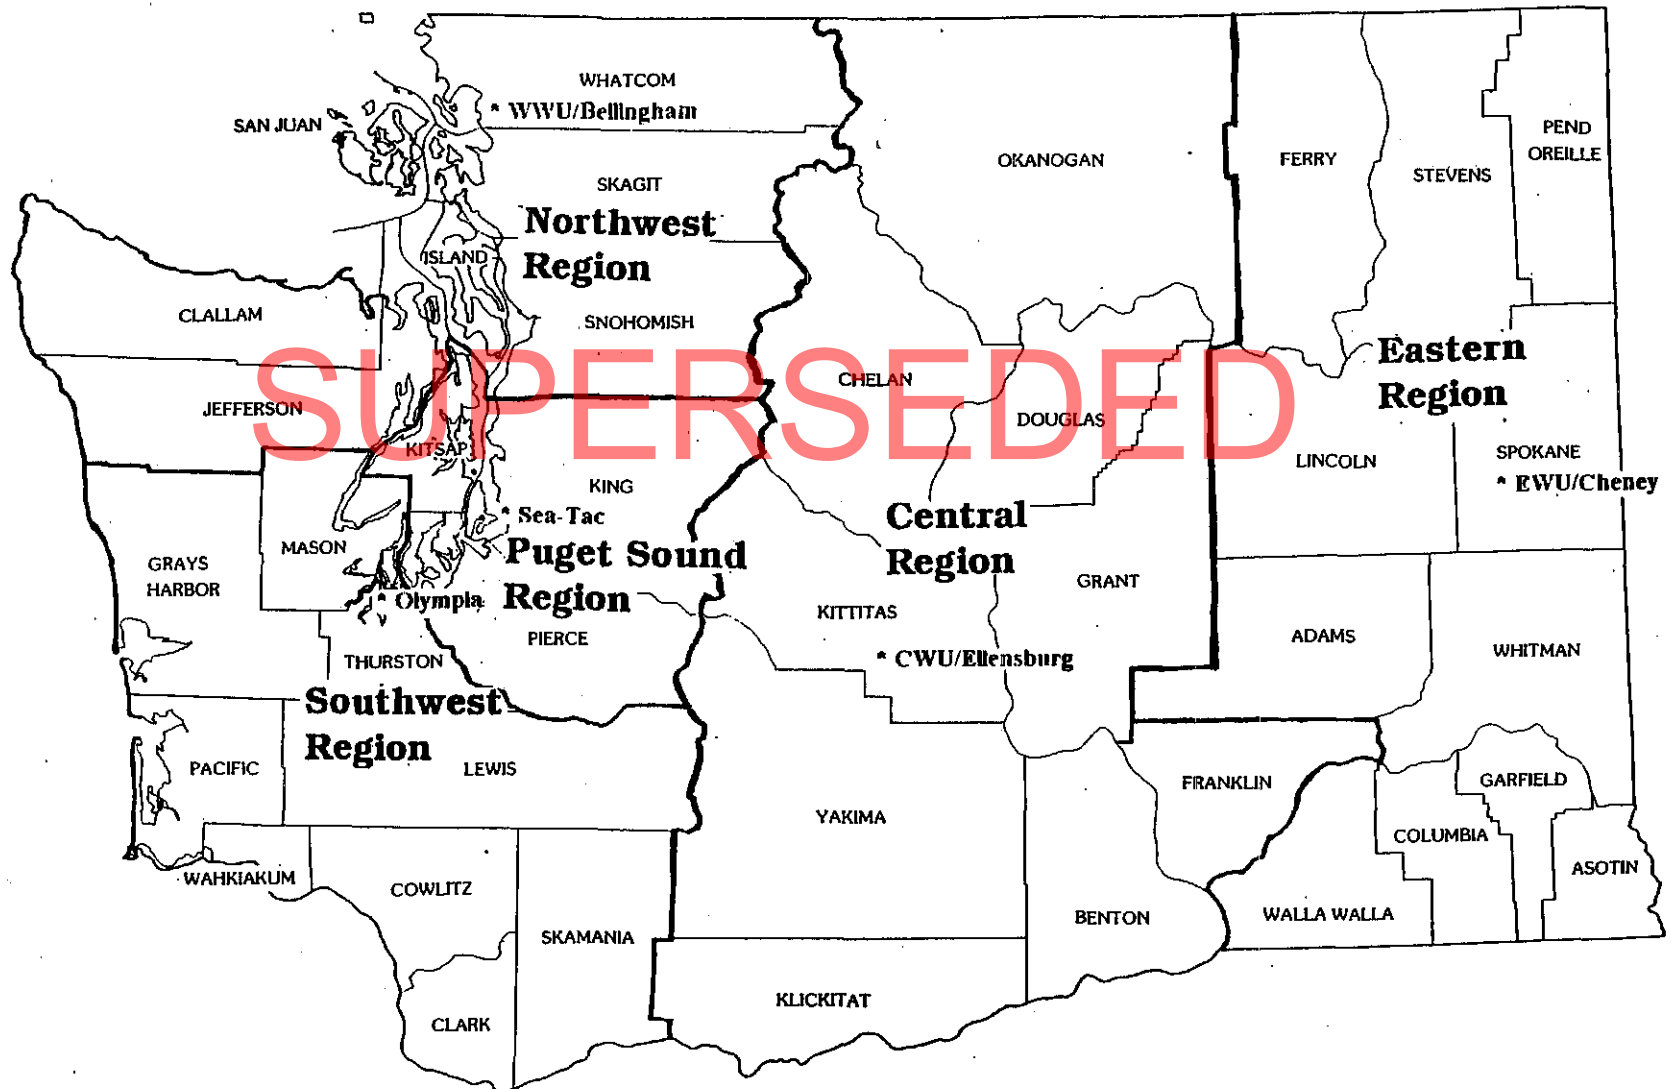 WHATCOM
* WWU/Bellingham
SAN JUAN
OKANOGAN
FERRY
STEVENS
PEND
OREILLE
SKAGIT
Northwest
Region
ISLAND
CLALLAM
SNOHOMISH
SUPERSEDED
Eastern
Region
CHELAN
JEFFERSON
DOUGLAS
KITSAP
LINCOLN
SPOKANE
* EWU/Cheney
KING
* Sea-Tac
Central
Region
MASON
Puget Sound
Region
GRAYS
HARBOR
* Olympia
GRANT
KITTITAS
PIERCE
ADAMS
WHITMAN
* CWU/Ellensburg
THURSTON
Southwest
Region
PACIFIC
LEWIS
FRANKLIN
GARFIELD
YAKIMA
COLUMBIA
ASOTIN
WAHKIAKUM
COWLITZ
BENTON
WALLA WALLA
SKAMANIA
KLICKITAT
CLARK